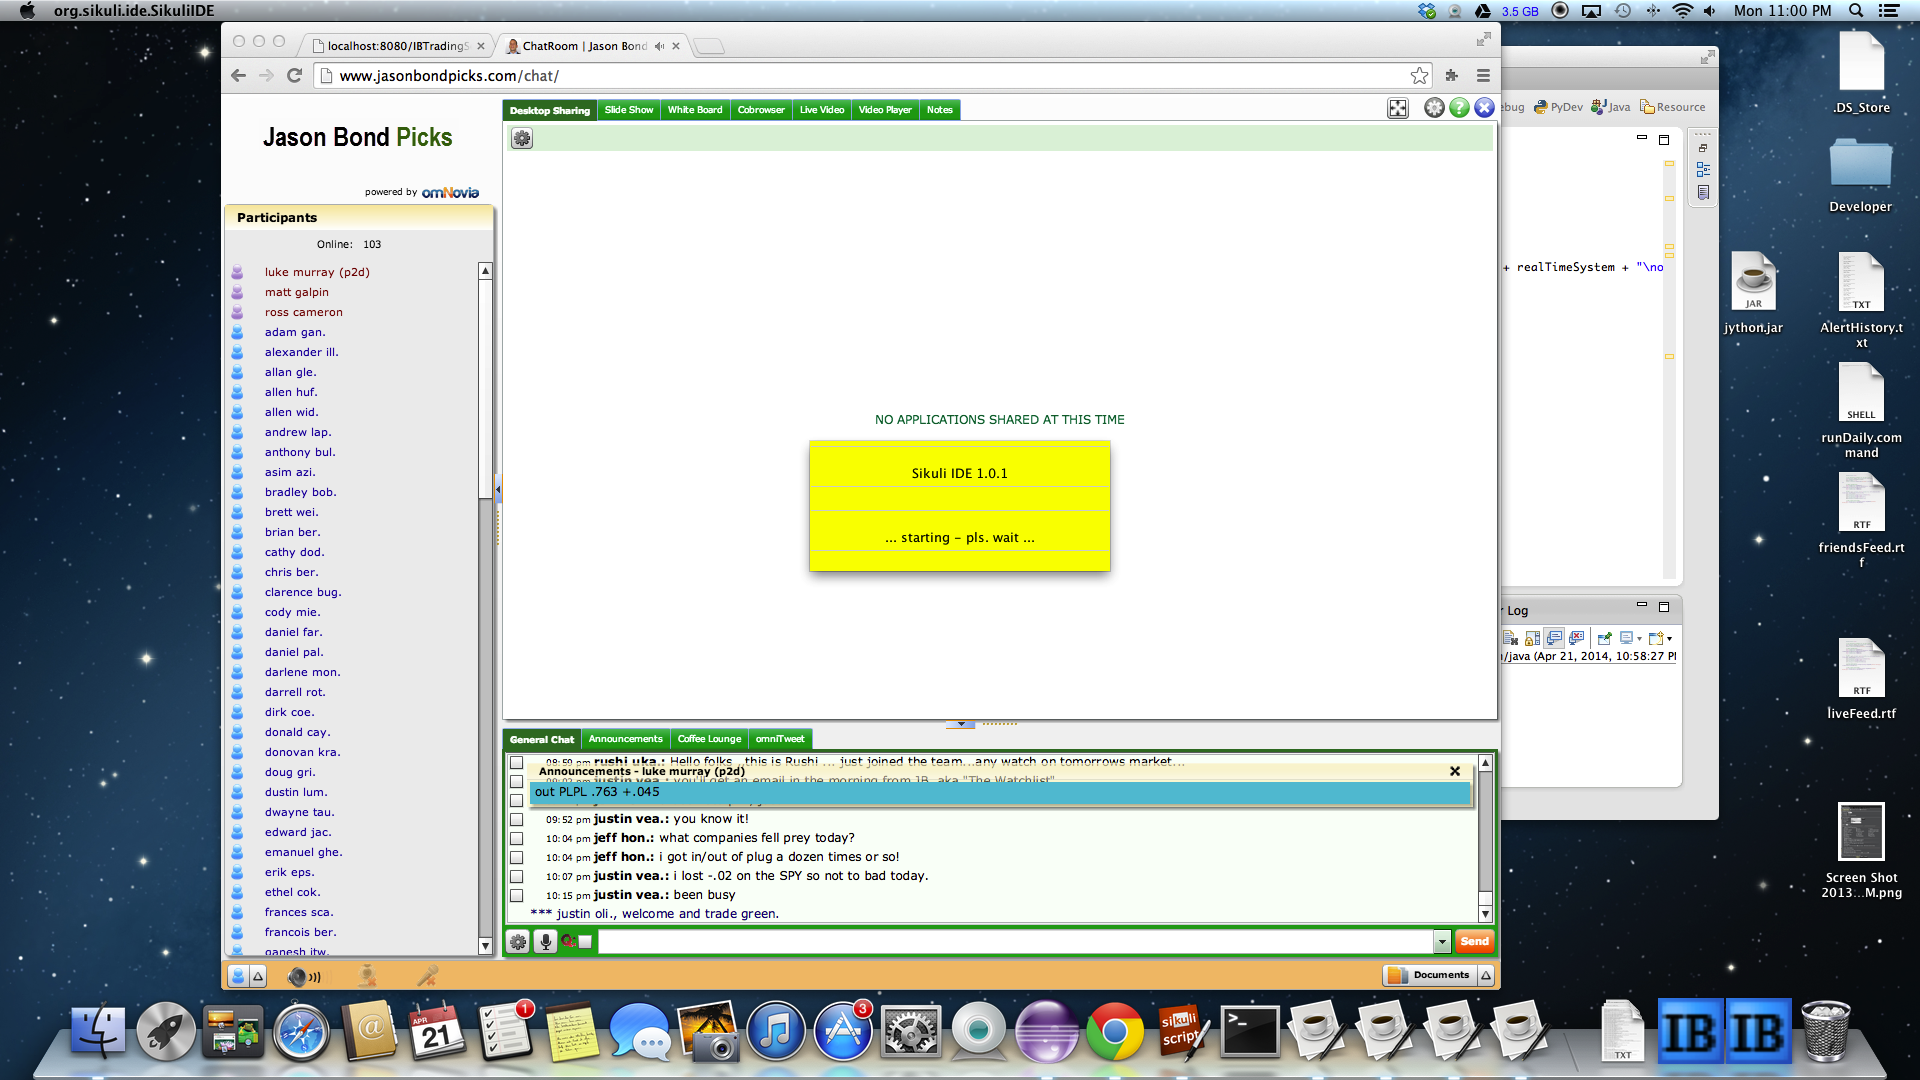 org.sikuli.ide.SikuliIDE
3.5 GB
Mon 11:00 PM
localhost:8080/IBTradingS
ChatRoom | Jason Bond
www.jasonbondpicks.com/chat/
Jason Bond Picks
powered by omNovia
Participants
Online: 103
luke murray (p2d)
matt galpin
ross cameron
adam gan.
alexander ill.
allan gle.
allen huf.
allen wid.
andrew lap.
anthony bul.
asim azi.
bradley bob.
brett wei.
brian ber.
cathy dod.
chris ber.
clarence bug.
cody mie.
daniel far.
daniel pal.
darlene mon.
darrell rot.
dirk coe.
donald cay.
donovan kra.
doug gri.
dustin lum.
dwayne tau.
edward jac.
emanuel ghe.
erik eps.
ethel cok.
frances sca.
francois ber.
ganesh itw.
Desktop Sharing
Slide Show
White Board
Cobrowser
Live Video
Video Player
Notes
NO APPLICATIONS SHARED AT THIS TIME
Sikuli IDE 1.0.1
... starting - pls. wait ...
General Chat
Announcements
Coffee Lounge
omniTweet
09:50 pm rushi uka.: Hello folks ..this is Rushi ... just joined the team...any watch on tomorrows market...
Announcements - luke murray (p2d)
justin vea.: you'll get an email in the morning from JB, aka "The Watchlist"
out PLPL .763 +.045
09:52 pm justin vea.: you know it!
10:04 pm jeff hon.: what companies fell prey today?
10:04 pm jeff hon.: i got in/out of plug a dozen times or so!
10:07 pm justin vea.: i lost -.02 on the SPY so not to bad today.
10:15 pm justin vea.: been busy
*** justin oli., welcome and trade green.
Send
Documents
ebug
PyDev
Java
Resource
+ realTimeSystem + "\no
r Log
/java (Apr 21, 2014, 10:58:27 P
.DS_Store
Developer
JAR
jython.jar
TXT
AlertHistory.t
xt
SHELL
runDaily.com
mand
RTF
friendsFeed.rt
f
RTF
liveFeed.rtf
Screen Shot
2013...M.png
APR
21
1
3
sikuli
script
TXT
IB
IB